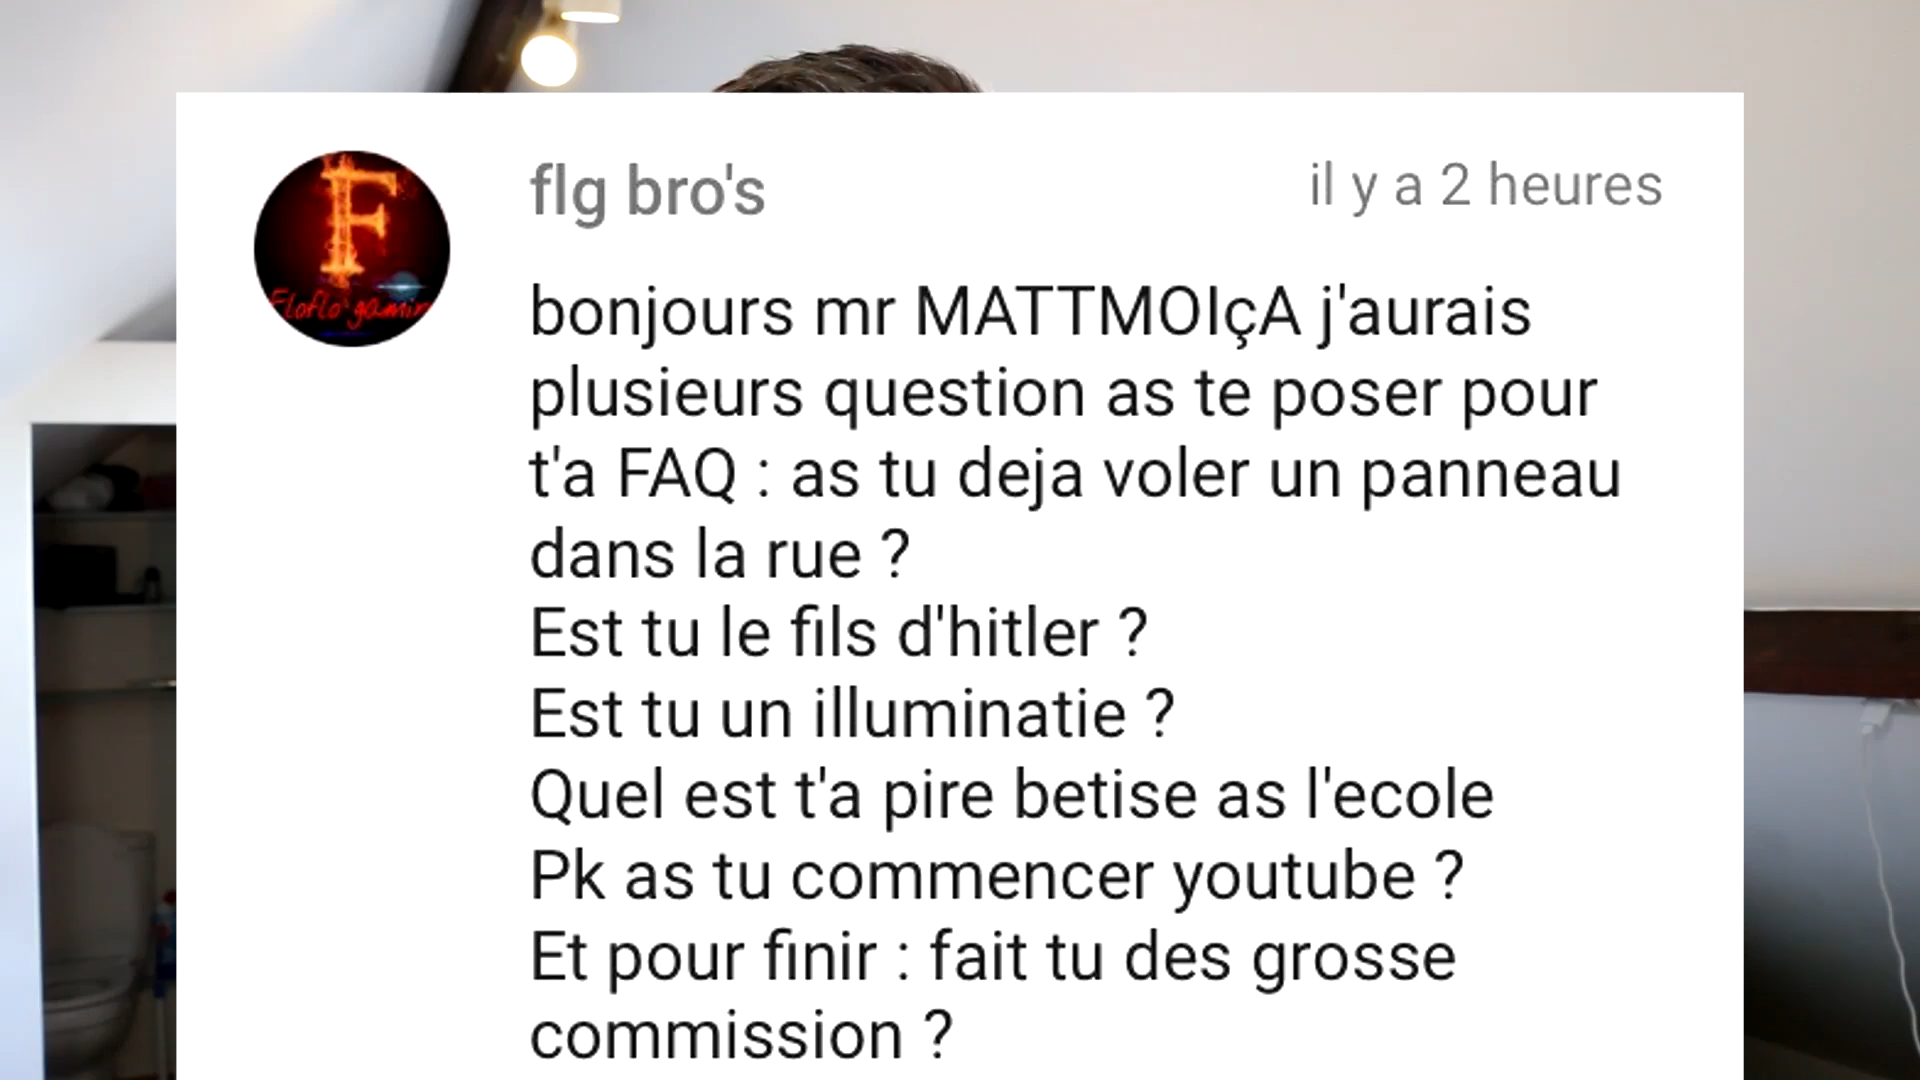 flg bro's
il y a 2 heures
Floflo'gamin
bonjours mr MATTMOIçA j'aurais
plusieurs question as te poser pour
t'a FAQ : as tu deja voler un panneau
dans la rue ?
Est tu le fils d'hitler ?
Est tu un illuminatie ?
Quel est t'a pire betise as l'ecole
Pk as tu commencer youtube ?
Et pour finir : fait tu des grosse
commission ?